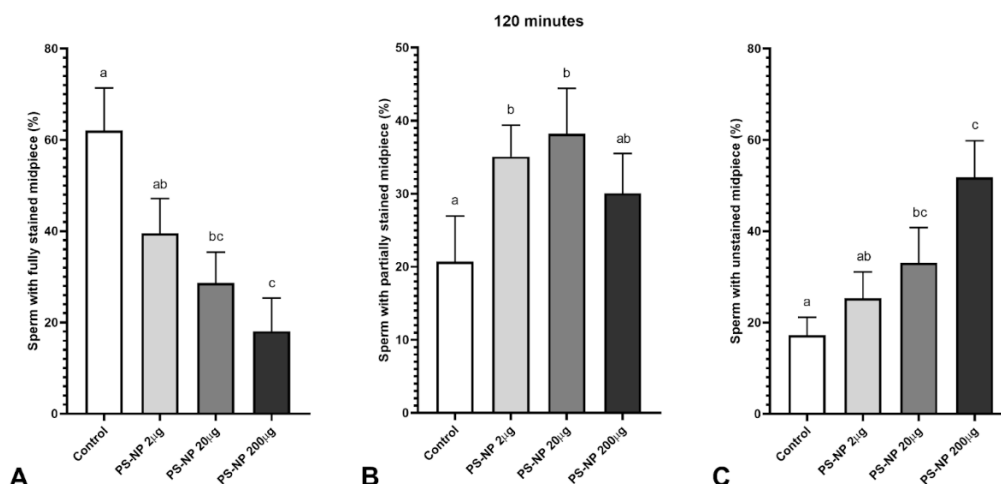 120 minutes
Sperm with fully stained midpiece (%)
80
60
40
20
0
a
ab
bc
c
Control
PS-NP 2µg
PS-NP 20µg
PS-NP 200µg
A
Sperm with partially stained midpiece (%)
50
40
30
20
10
0
a
b
b
ab
Control
PS-NP 2µg
PS-NP 20µg
PS-NP 200µg
B
Sperm with unstained midpiece (%)
80
60
40
20
0
a
ab
bc
c
Control
PS-NP 2µg
PS-NP 20µg
PS-NP 200µg
C